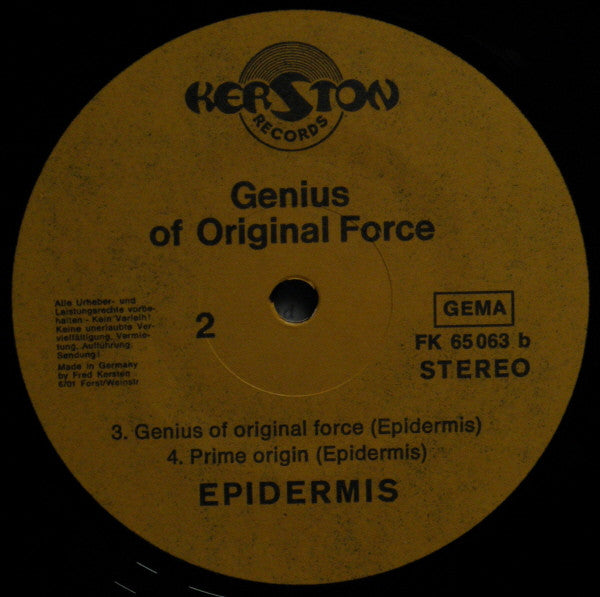 KERSTON
RECORDS
Genius
of Original Force
Alle Urheber- und
Leistungsrechte vorbe-
halten - Kein Verleih!
Keine unerlaubte Ver-
vielfältigung, Vermie-
tung, Aufführung,
Sendung!
Made in Germany
by Fred Kersten
6701 Forst/Weinstr
2
GEMA
FK 65 063 b
STEREO
3. Genius of original force (Epidermis)
4. Prime origin (Epidermis)
EPIDERMIS